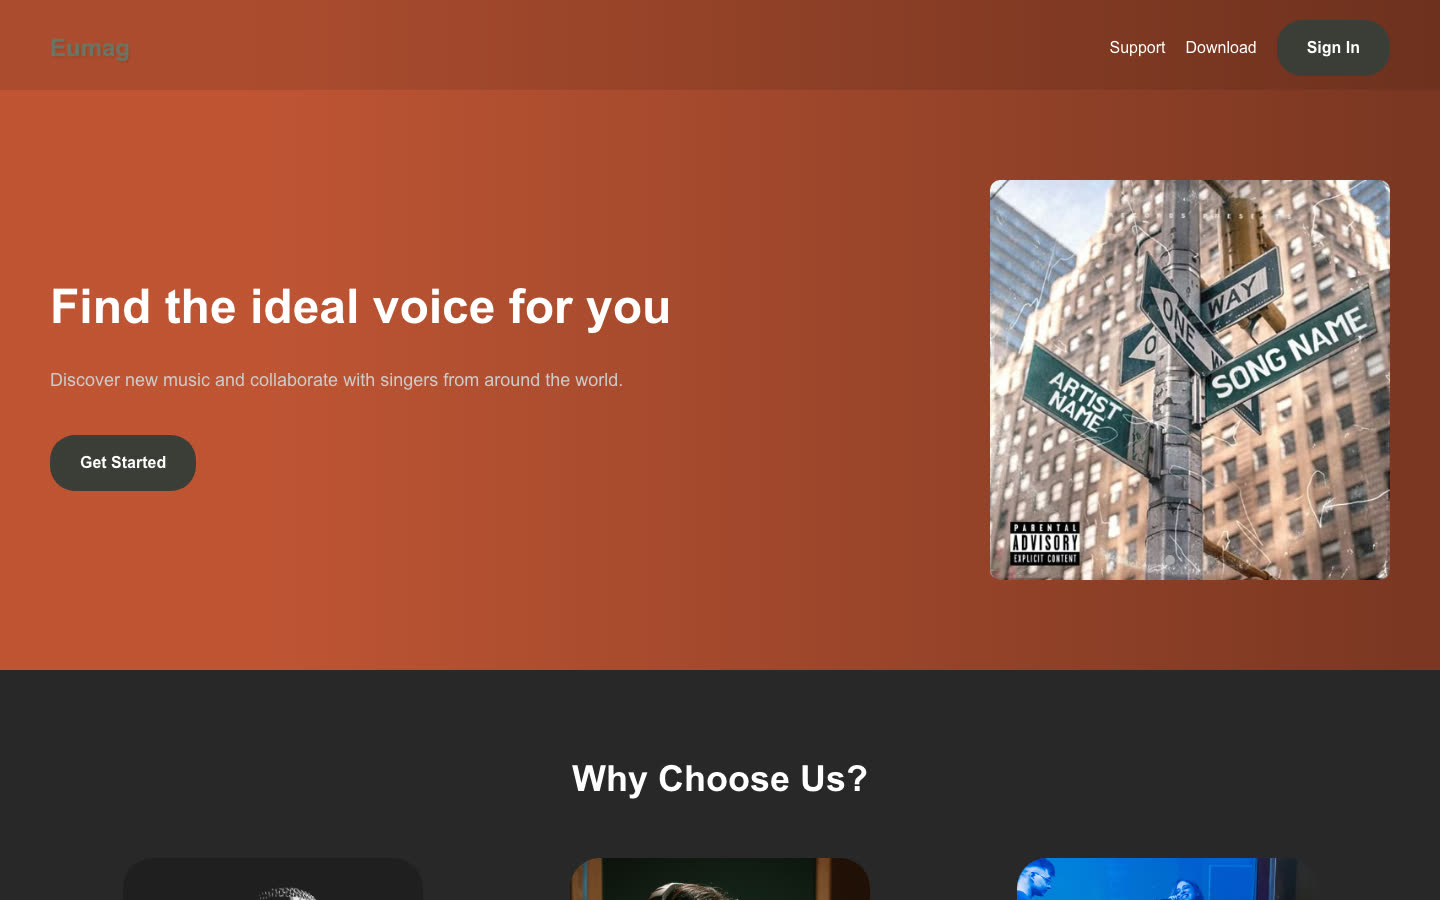 Eumag
Support
Download
Sign In
Find the ideal voice for you
Discover new music and collaborate with singers from around the world.
Get Started
ONE WAY
ONE W
SONG NAME
ARTIST
NAME
PARENTAL
ADVISORY
EXPLICIT CONTENT
Why Choose Us?